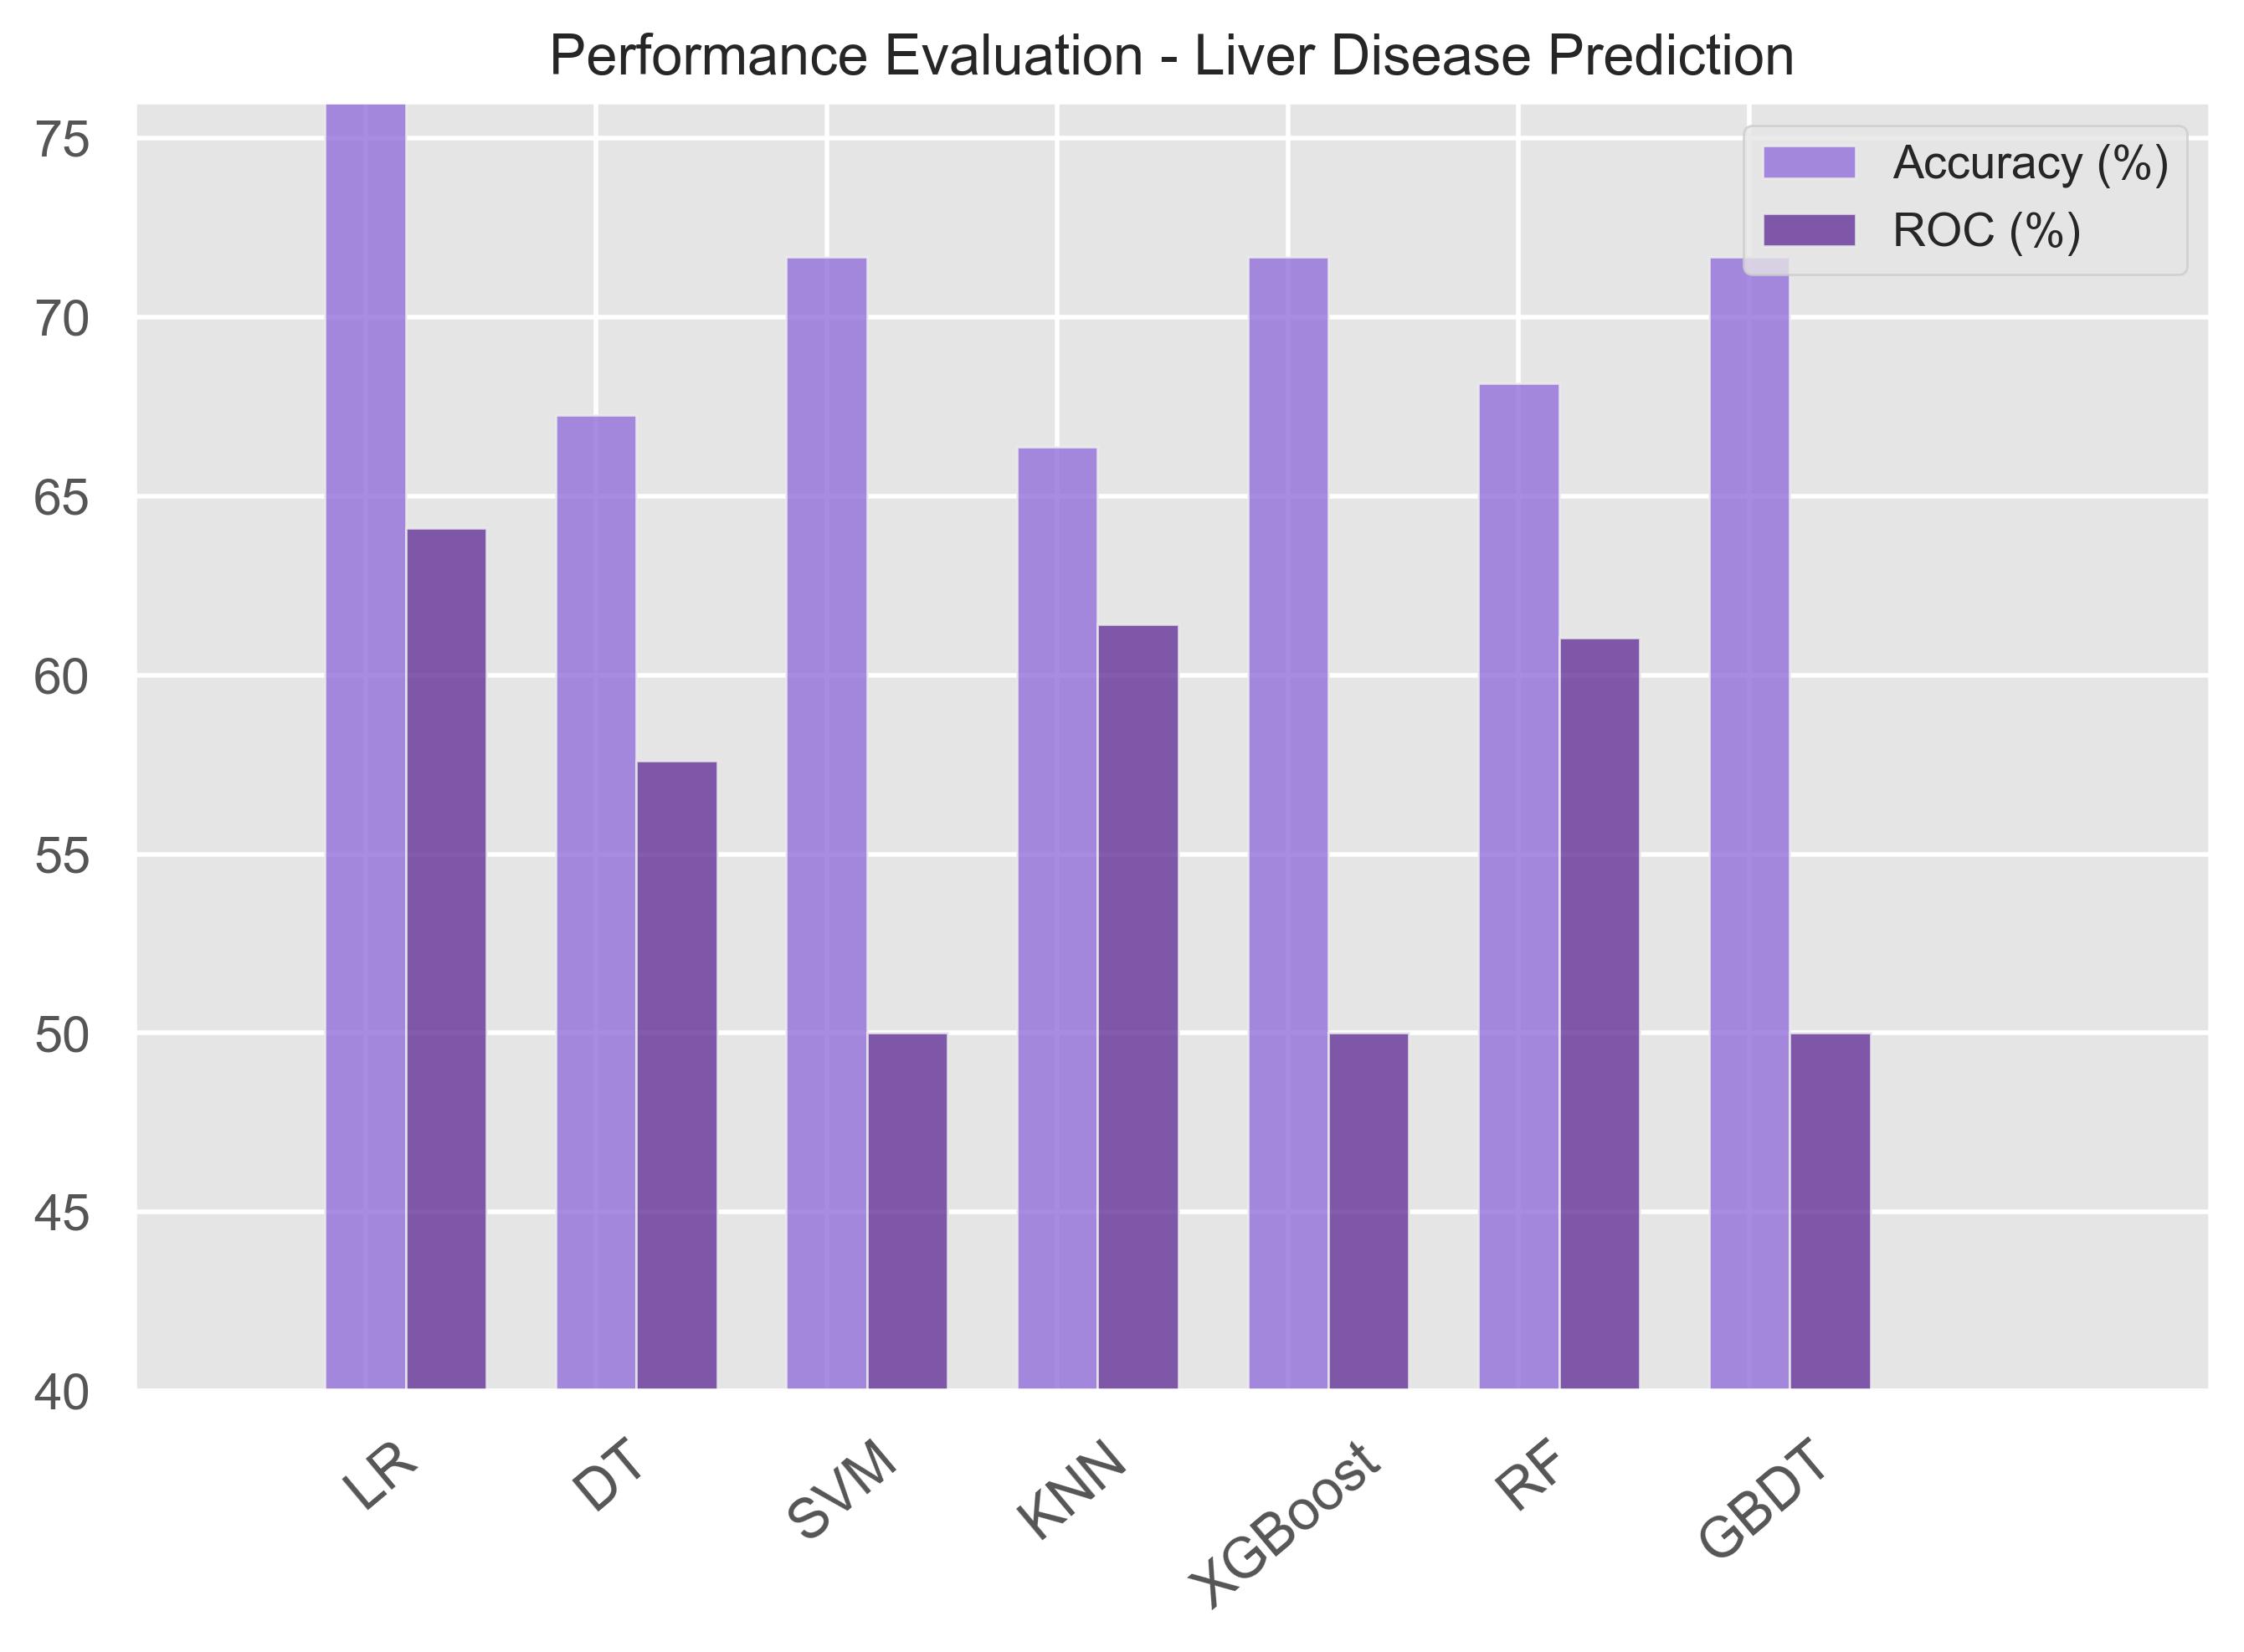 Performance Evaluation - Liver Disease Prediction
75
70
65
60
55
50
45
40
Accuracy (%)
ROC (%)
LR
DT
SVM
KNN
XGBoost
RF
GBDT